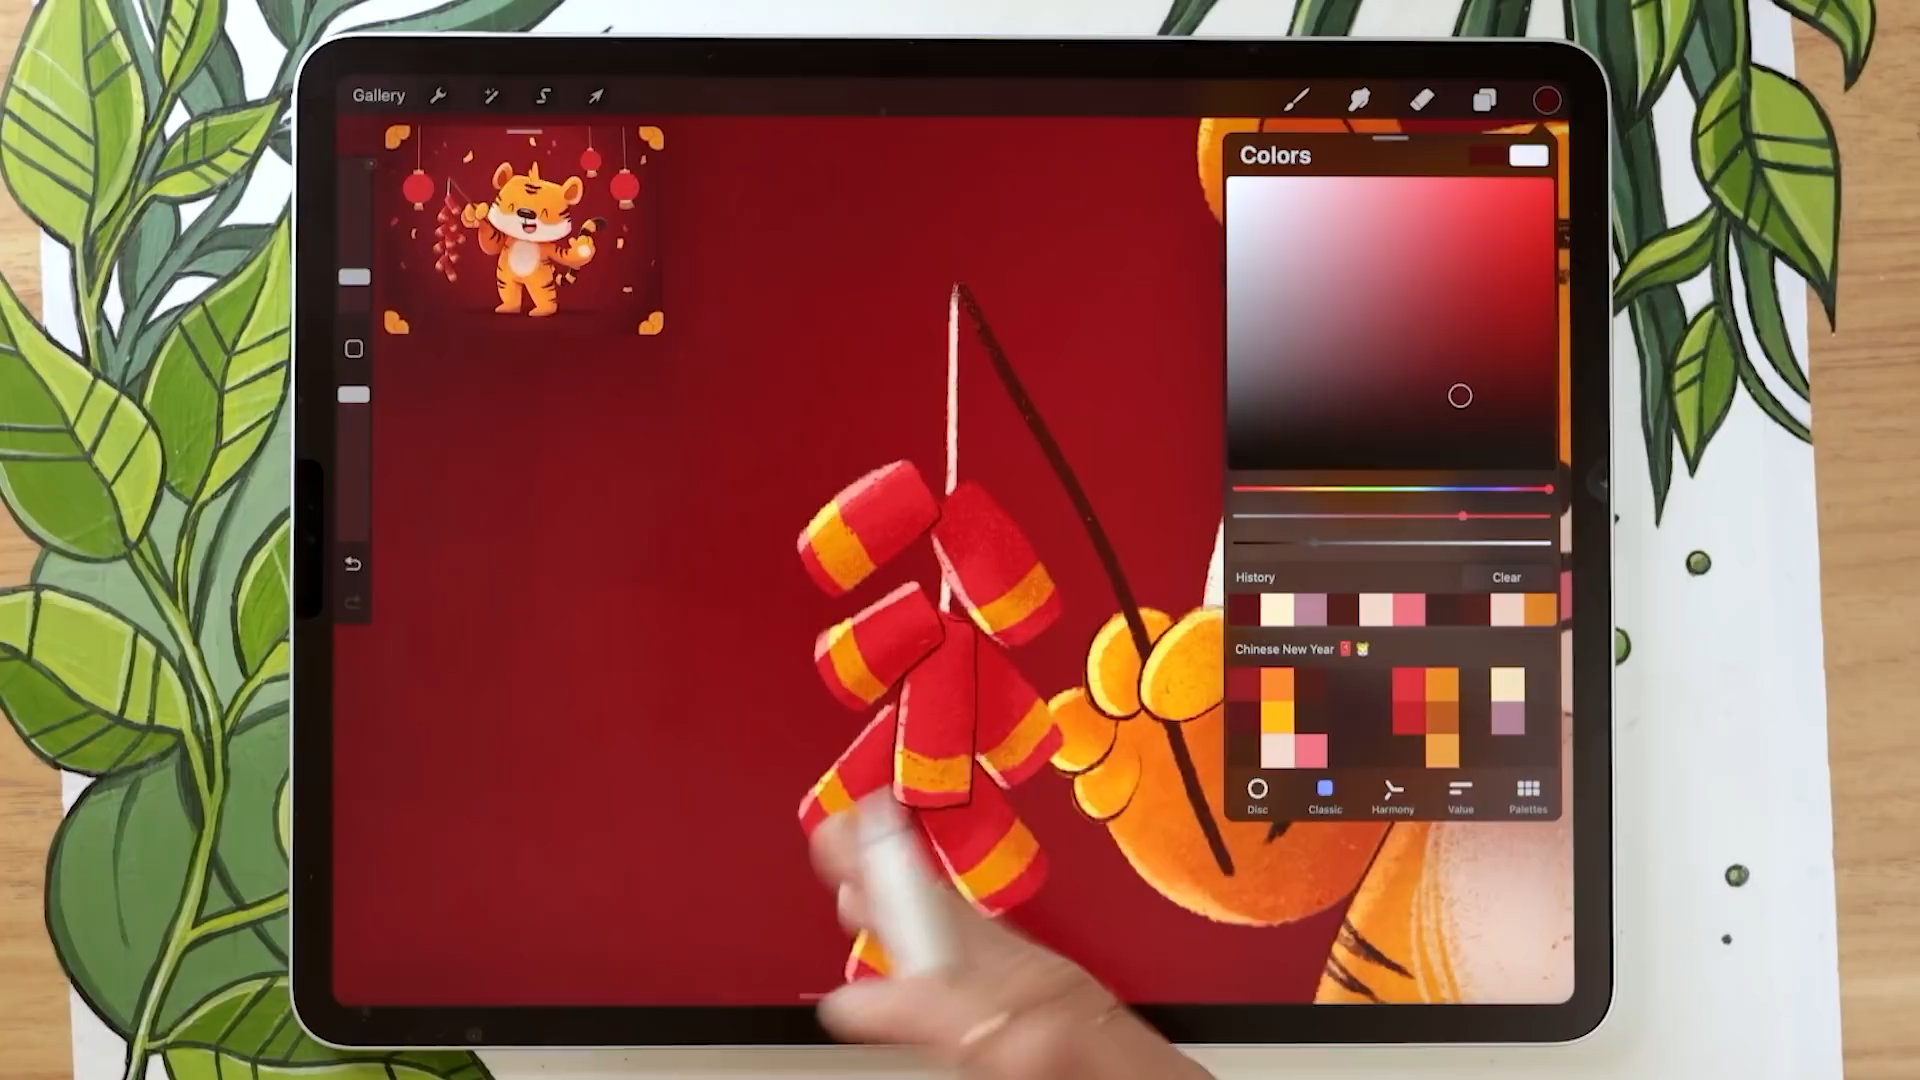 Gallery
Colors
History
Clear
Chinese New Year
Disc
Classic
Harmony
Value
Palettes